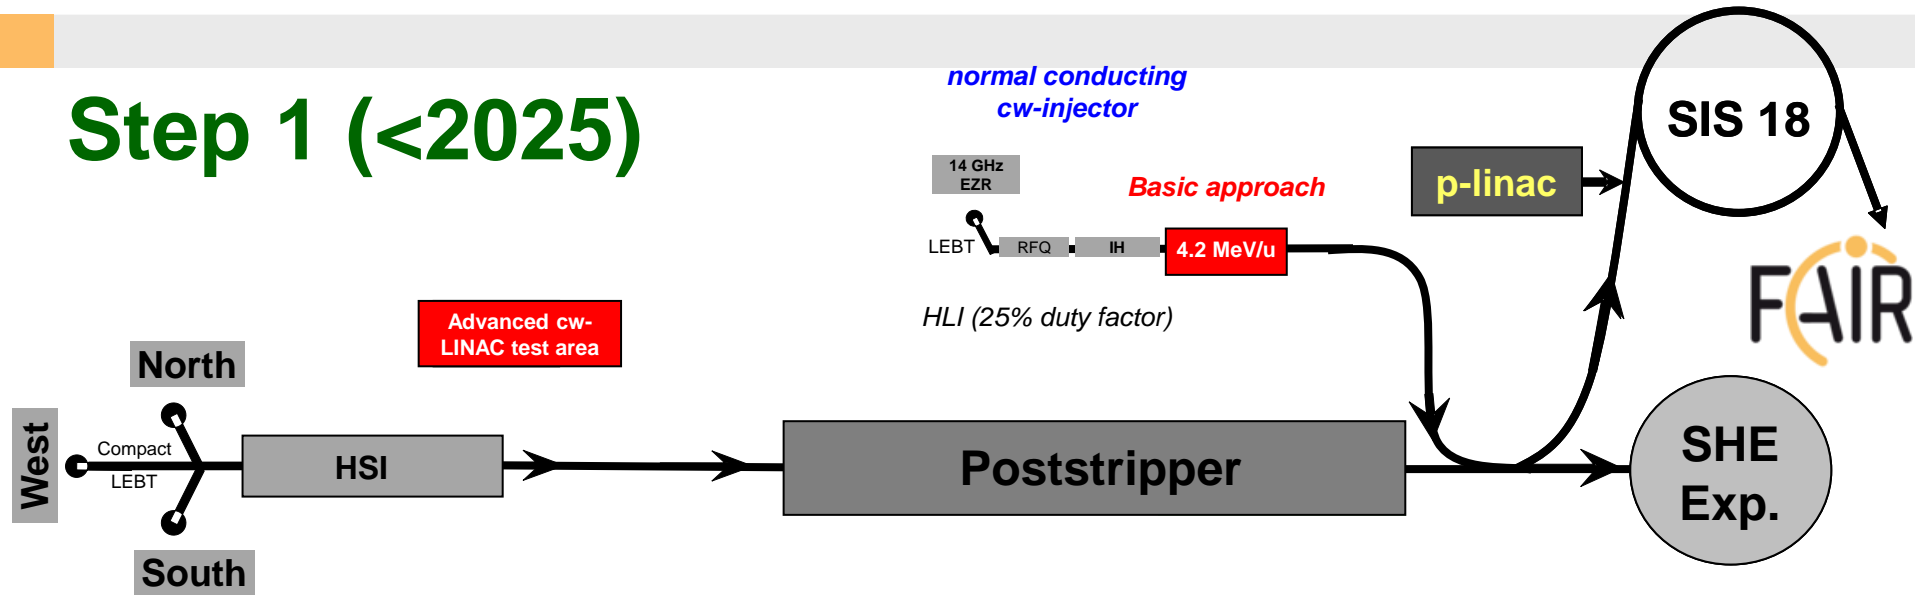 Step 1 (<2025)
normal conducting
cw-injector
14 GHz
EZR
Basic approach
LEBT
RFQ
IH
4.2 MeV/u
HLI (25% duty factor)
p-linac
SIS 18
FAIR
Advanced cw-
LINAC test area
North
West
Compact
LEBT
South
HSI
Poststripper
SHE
Exp.